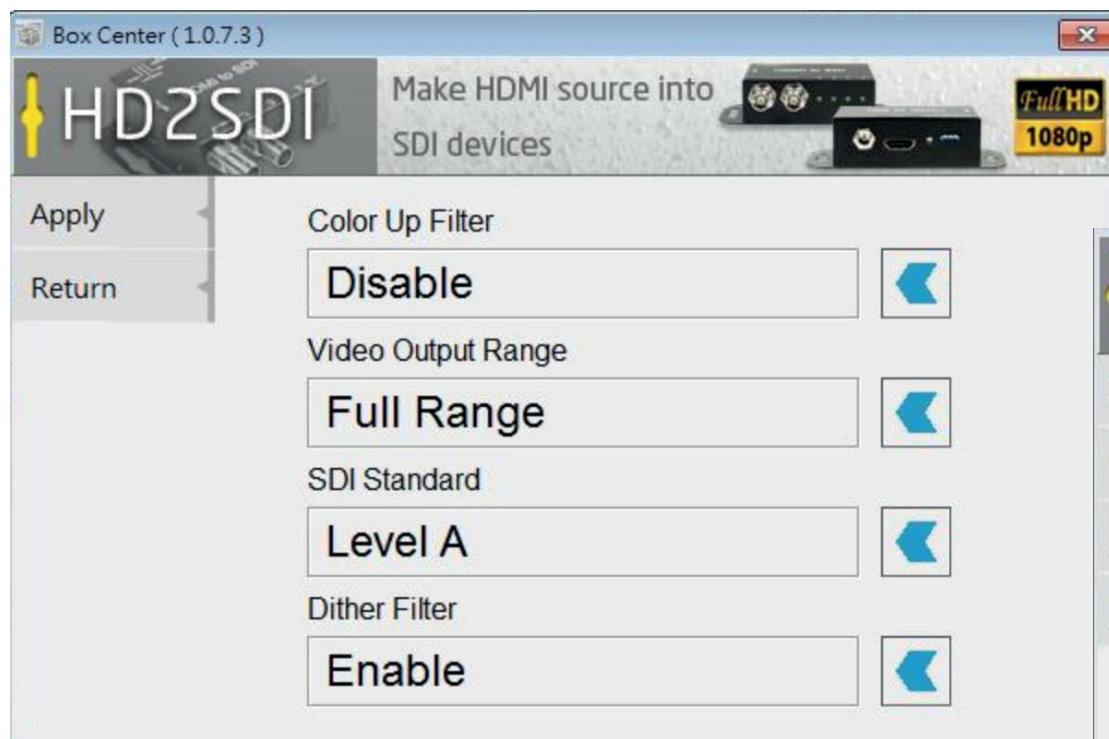 Box Center ( 1.0.7.3 )
HD2SDI
Make HDMI source into
SDI devices
Full HD
1080p
Apply
Return
Color Up Filter
Disable
Video Output Range
Full Range
SDI Standard
Level A
Dither Filter
Enable